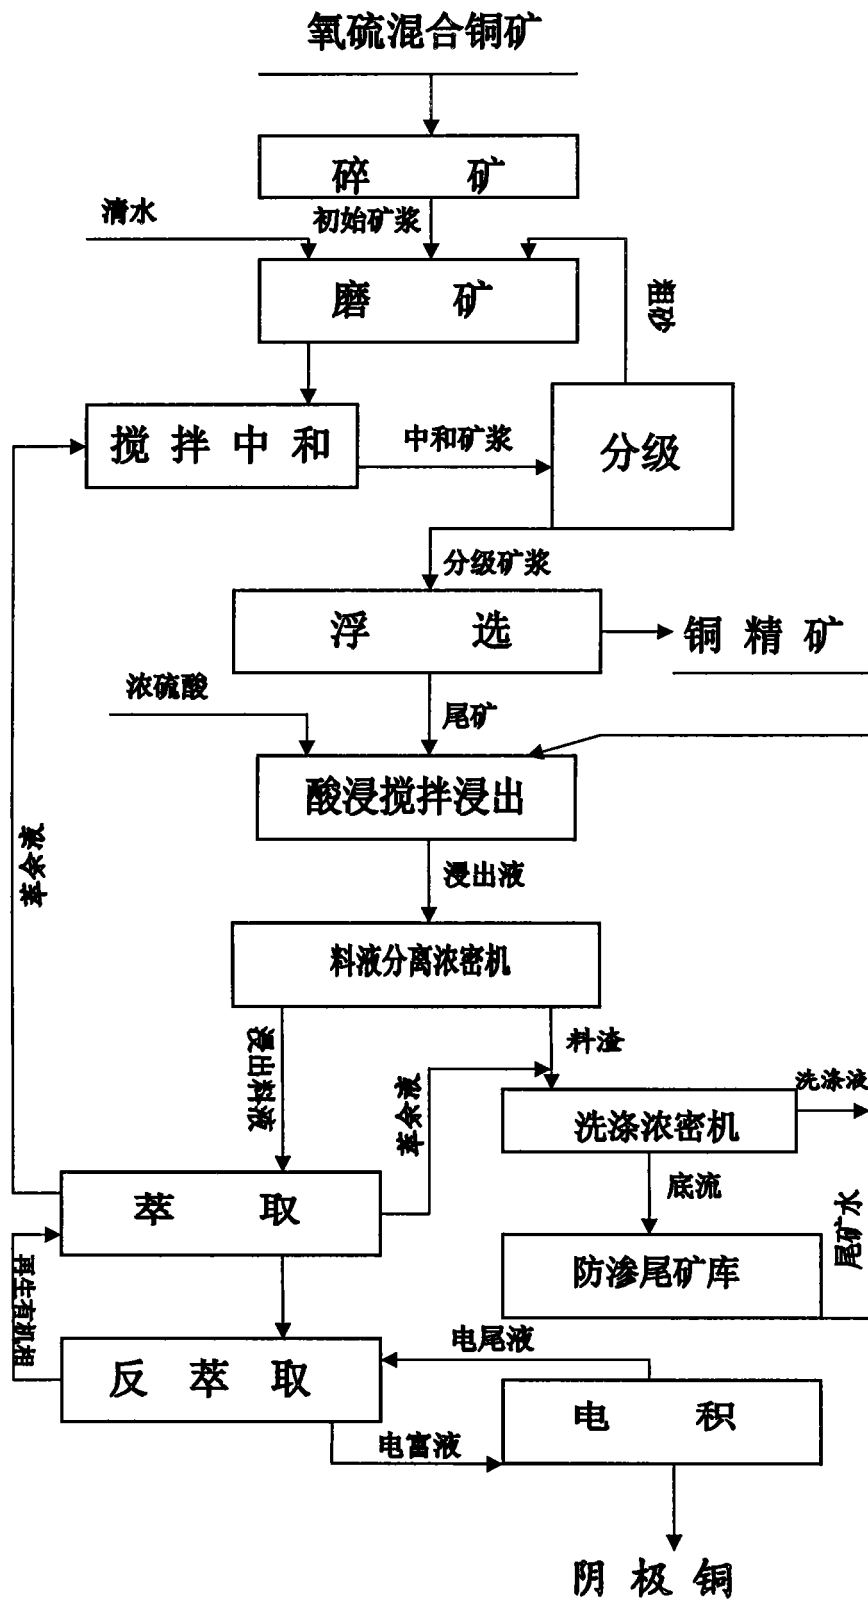 氧硫混合铜矿
碎 矿
清水
初始矿浆
粗砂
磨 矿
搅 拌 中 和
中和矿浆
分级
分级矿浆
浮 选
铜 精 矿
浓硫酸
尾矿
酸浸搅拌浸出
萃余液
浸出液
料液分离浓密机
浸出料液
料渣
萃余液
洗涤液
洗涤浓密机
底流
萃 取
尾矿水
防渗尾矿库
再生有机相
电尾液
反 萃 取
电 积
电富液
阴 极 铜